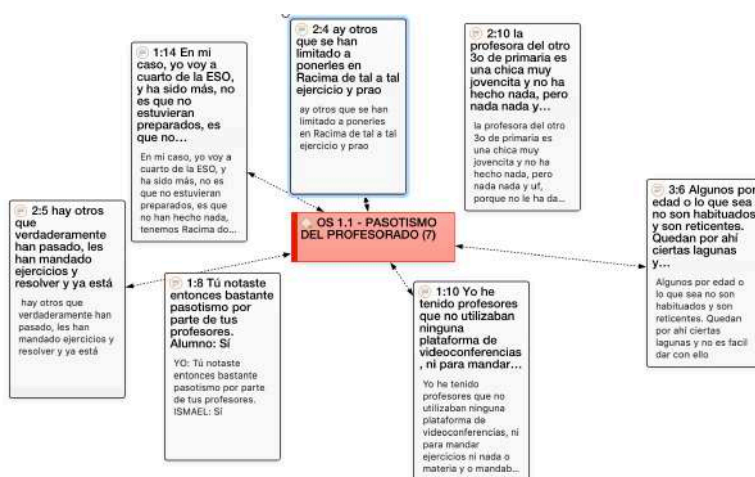 1:14 En mi
caso, yo voy a
cuarto de la ESO,
y ha sido más, no
es que no
estuvieran
preparados, es
que no…
En mi caso, yo voy a
cuarto de la ESO, y
ha sido más, no es
que no estuvieran
preparados, es que
no han hecho nada,
tenemos Racima do...
2:4 ay otros
que se han
limitado a
ponerles en
Racima de tal a tal
ejercicio y prao
ay otros que se han
limitado a ponerles
en Racima de tal a tal
ejercicio y prao
2:10 la
profesora del otro
3o de primaria es
una chica muy
jovencita y no ha
hecho nada, pero
nada nada y…
la profesora del otro
3o de primaria es
una chica muy
jovencita y no ha
hecho nada, pero
nada nada y uf,
porque no le ha da...
2:5 hay otros
que
verdaderamente
han pasado, les
han mandado
ejercicios y
resolver y ya está
hay otros que
verdaderamente han
pasado, les han
mandado ejercicios y
resolver y ya está
OS 1.1 - PASOTISMO
DEL PROFESORADO (7)
3:6 Algunos por
edad o lo que sea
no son habituados
y son reticentes.
Quedan por ahí
ciertas lagunas
y…
Algunos por edad o
lo que sea no son
habituados y son
reticentes. Quedan
por ahí ciertas
lagunas y no es facil
dar con ello
1:8 Tú notaste
entonces bastante
pasotismo por
parte de tus
profesores.
Alumno: Sí
YO: Tú notaste
entonces bastante
pasotismo por parte
de tus profesores.
ISMAEL: Sí
1:10 Yo he
tenido profesores
que no utilizaban
ninguna
plataforma de
videoconferencias
, ni para mandar…
Yo he tenido
profesores que no
utilizaban ninguna
plataforma de
videoconferencias, ni
para mandar
ejercicios ni nada o
materia y o mandab...